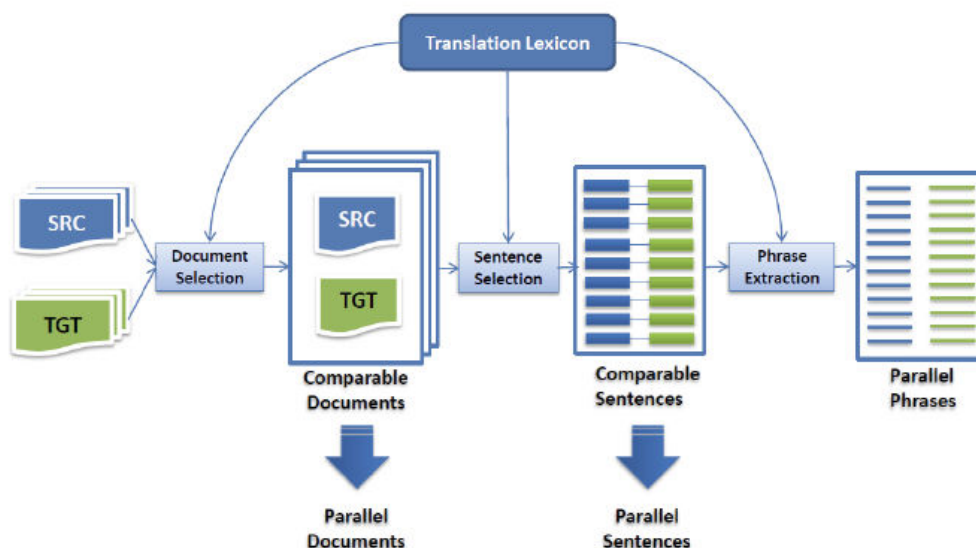 Translation Lexicon
SRC
TGT
Document
Selection
SRC
TGT
Comparable
Documents
Parallel
Documents
Sentence
Selection
Comparable
Sentences
Parallel
Sentences
Phrase
Extraction
Parallel
Phrases